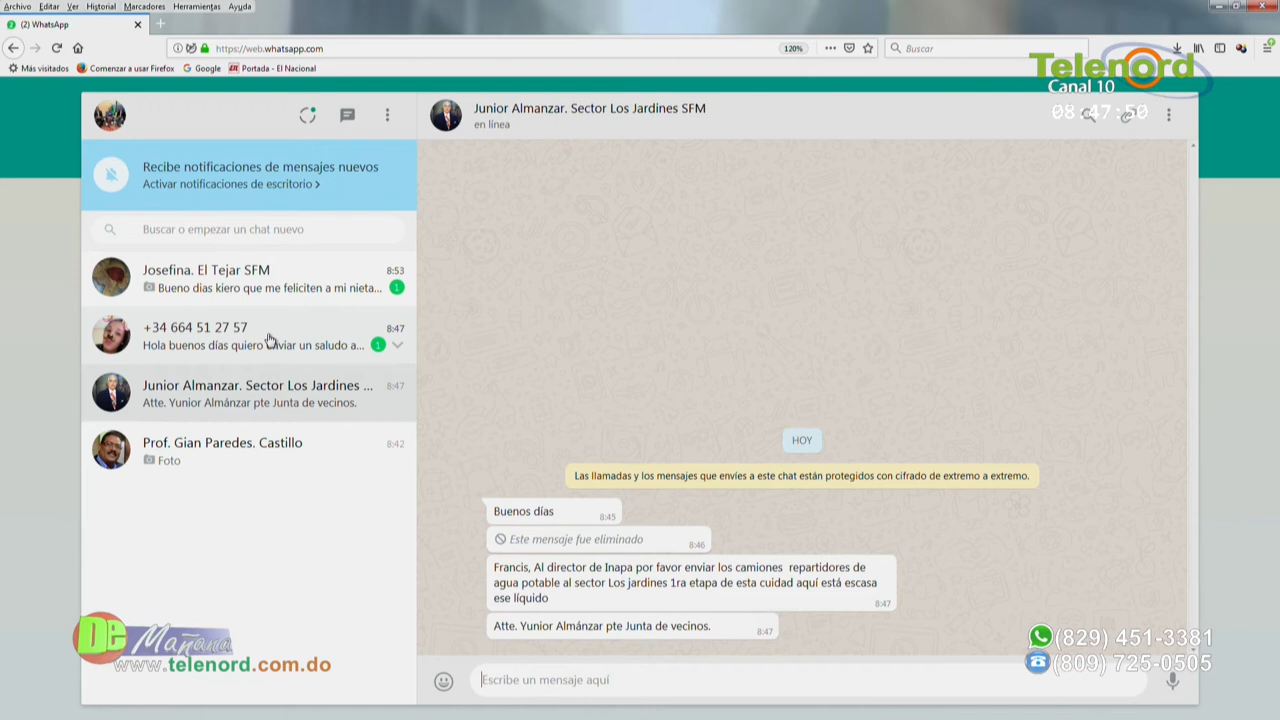 Archivo Editar Ver Historial Marcadores Herramientas Ayuda
(2) WhatsApp
https://web.whatsapp.com
120%
Buscar
Más visitados Comenzar a usar Firefox Google Portada - El Nacional
Telenord
Canal 10
08:47:50
Junior Almanzar. Sector Los Jardines SFM
en línea
Recibe notificaciones de mensajes nuevos
Activar notificaciones de escritorio >
Buscar o empezar un chat nuevo
Josefina. El Tejar SFM 8:53
Bueno dias kiero que me feliciten a mi nieta... 1
+34 664 51 27 57 8:47
Hola buenos días quiero enviar un saludo a... 1
Junior Almanzar. Sector Los Jardines ... 8:47
Atte. Yunior Almánzar pte Junta de vecinos.
Prof. Gian Paredes. Castillo 8:42
Foto
HOY
Las llamadas y los mensajes que envíes a este chat están protegidos con cifrado de extremo a extremo.
Buenos días 8:45
Este mensaje fue eliminado 8:46
Francis, Al director de Inapa por favor enviar los camiones repartidores de
agua potable al sector Los jardines 1ra etapa de esta cuidad aquí está escasa
ese líquido 8:47
Atte. Yunior Almánzar pte Junta de vecinos. 8:47
Escribe un mensaje aquí
De Mañana
www.telenord.com.do
(829) 451-3381
(809) 725-0505